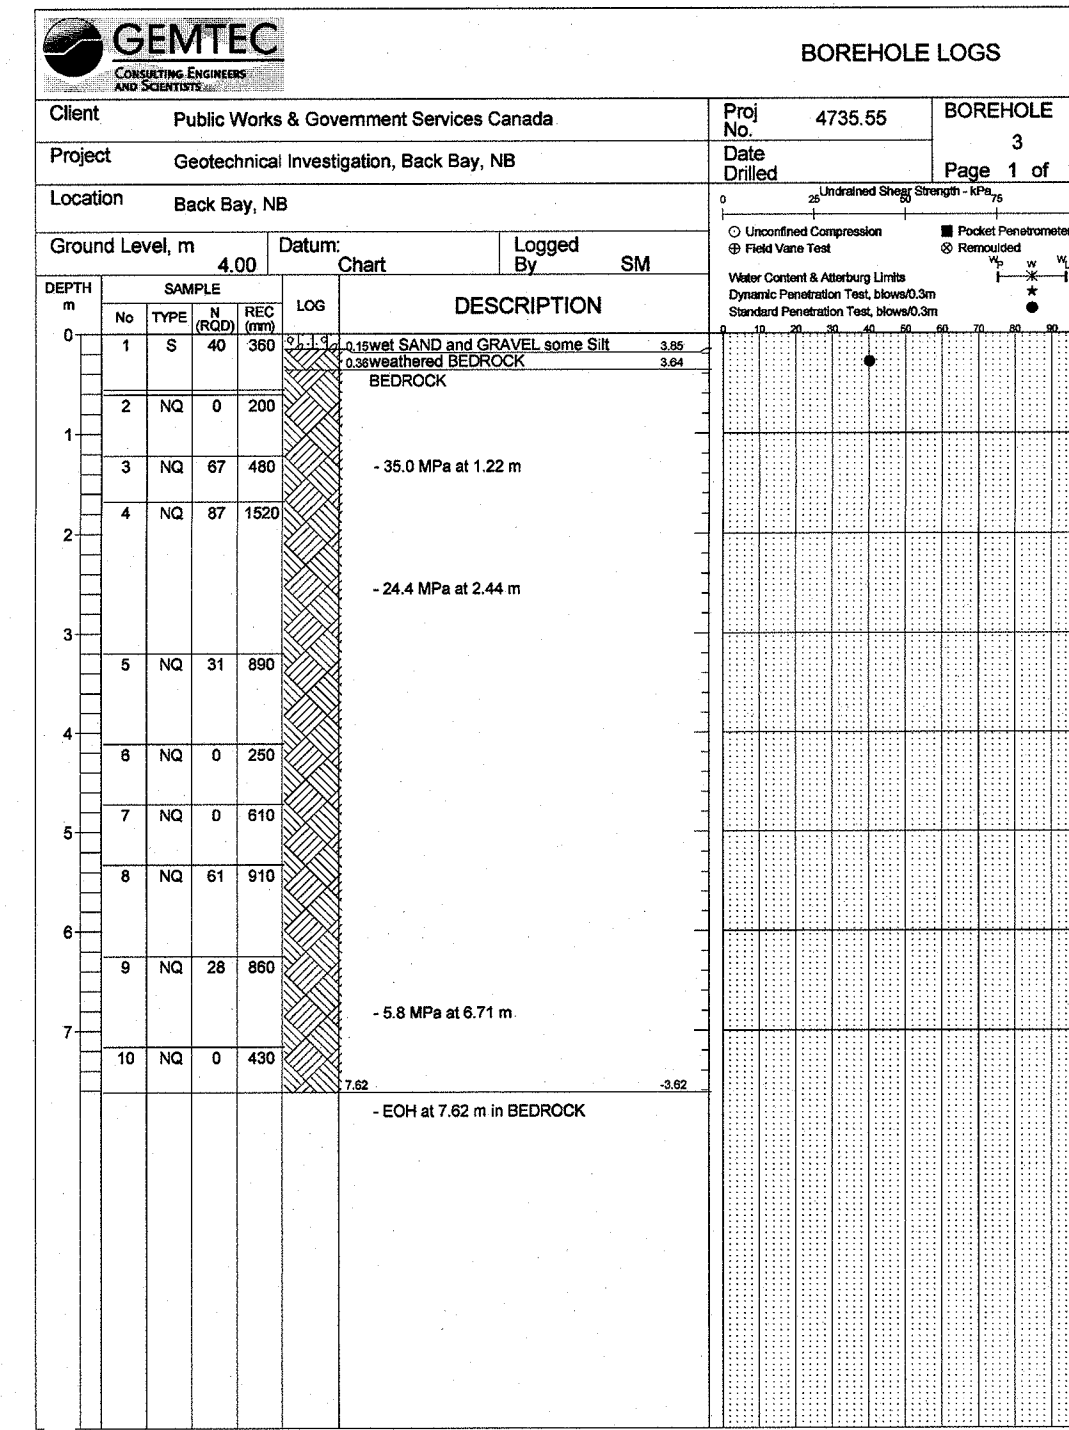 GEMTEC
CONSULTING ENGINEERS
AND SCIENTISTS
BOREHOLE LOGS
Client Public Works & Government Services Canada
Proj No. 4735.55
BOREHOLE
3
Page 1 of
Project Geotechnical Investigation, Back Bay, NB
Date Drilled
Location Back Bay, NB
Undrained Shear Strength - kPa
0 25 50 75
Ground Level, m 4.00
Datum: Chart
Logged By SM
Unconfined Compression
Pocket Penetrometer
Field Vane Test
Remoulded
Water Content & Atterburg Limits
Wp W WL
Dynamic Penetration Test, blows/0.3m
Standard Penetration Test, blows/0.3m
DEPTH m
SAMPLE
No TYPE N (RQD) REC (mm)
LOG
DESCRIPTION
0 10 20 30 40 50 60 70 80 90
0
1 S 40 360
0.15 wet SAND and GRAVEL some Silt 3.85
0.36 weathered BEDROCK 3.64
BEDROCK
2 NQ 0 200
1
3 NQ 67 480 - 35.0 MPa at 1.22 m
4 NQ 87 1520
2
- 24.4 MPa at 2.44 m
3
5 NQ 31 890
4
6 NQ 0 250
7 NQ 0 610
5
8 NQ 61 910
6
9 NQ 28 860
- 5.8 MPa at 6.71 m
7
10 NQ 0 430
7.62 -3.62
- EOH at 7.62 m in BEDROCK